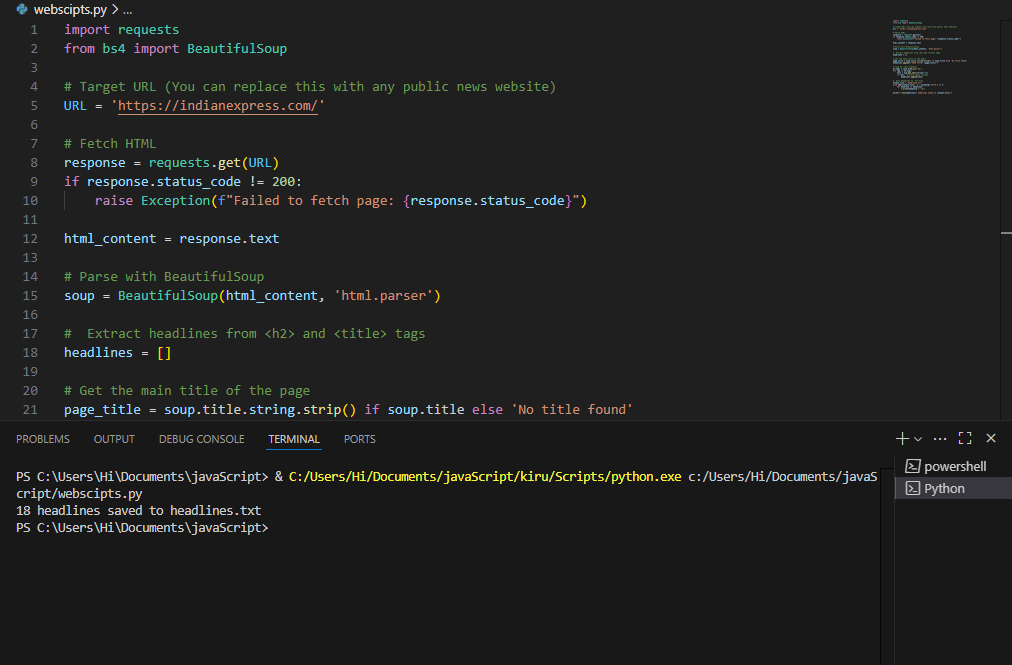 webscipts.py > ...
1 import requests
2 from bs4 import BeautifulSoup
3
4 # Target URL (You can replace this with any public news website)
5 URL = 'https://indianexpress.com/'
6
7 # Fetch HTML
8 response = requests.get(URL)
9 if response.status_code != 200:
10     raise Exception(f"Failed to fetch page: {response.status_code}")
11
12 html_content = response.text
13
14 # Parse with BeautifulSoup
15 soup = BeautifulSoup(html_content, 'html.parser')
16
17 #  Extract headlines from <h2> and <title> tags
18 headlines = []
19
20 # Get the main title of the page
21 page_title = soup.title.string.strip() if soup.title else 'No title found'
PROBLEMS OUTPUT DEBUG CONSOLE TERMINAL PORTS
PS C:\Users\Hi\Documents\javaScript> & C:/Users/Hi/Documents/javaScript/kiru/Scripts/python.exe c:/Users/Hi/Documents/javaS
cript/webscipts.py
18 headlines saved to headlines.txt
PS C:\Users\Hi\Documents\javaScript>
powershell
Python